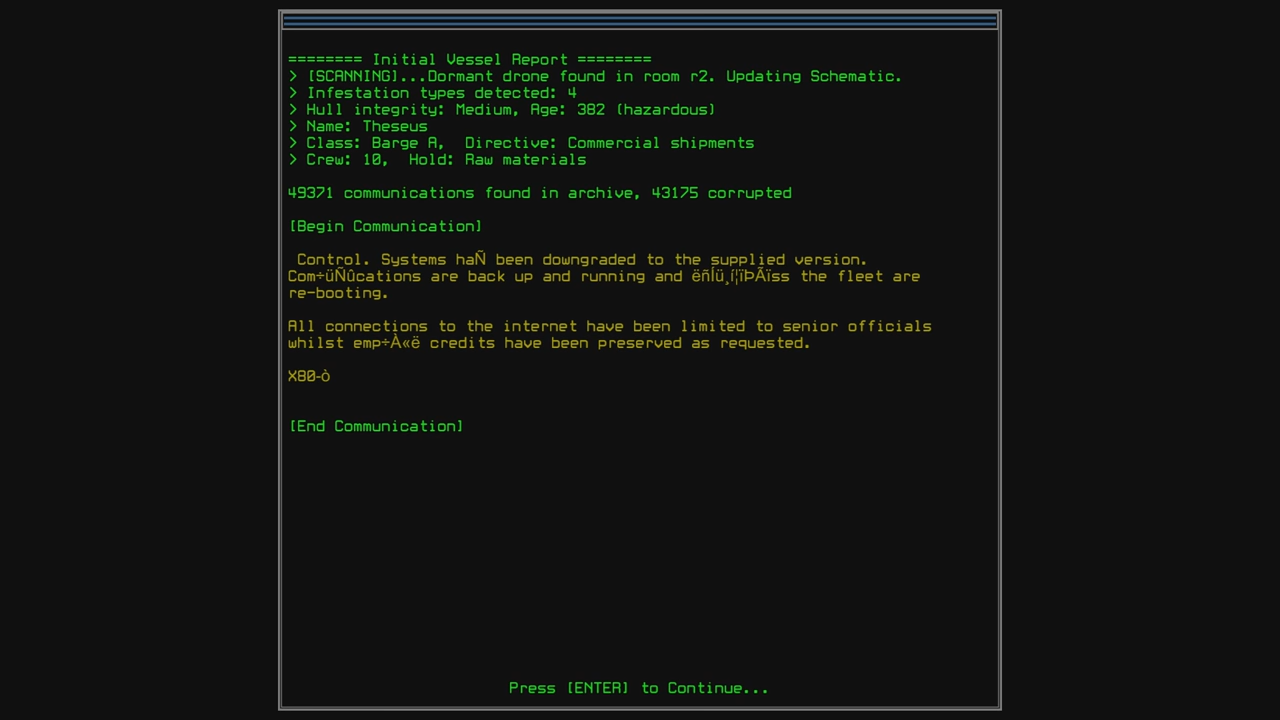 ======== Initial Vessel Report ========
> [SCANNING]...Dormant drone found in room r2. Updating Schematic.
> Infestation types detected: 4
> Hull integrity: Medium, Age: 382 (hazardous)
> Name: Theseus
> Class: Barge A,  Directive: Commercial shipments
> Crew: 10,  Hold: Raw materials
49371 communications found in archive, 43175 corrupted
[Begin Communication]
Control. Systems haÑ been downgraded to the supplied version.
Com÷üÑûcations are back up and running and ëñÍü¸í¦ïÞÃïss the fleet are
re-booting.
All connections to the internet have been limited to senior officials
whilst emp÷À«ë credits have been preserved as requested.
X80-ò
[End Communication]
Press [ENTER] to Continue...